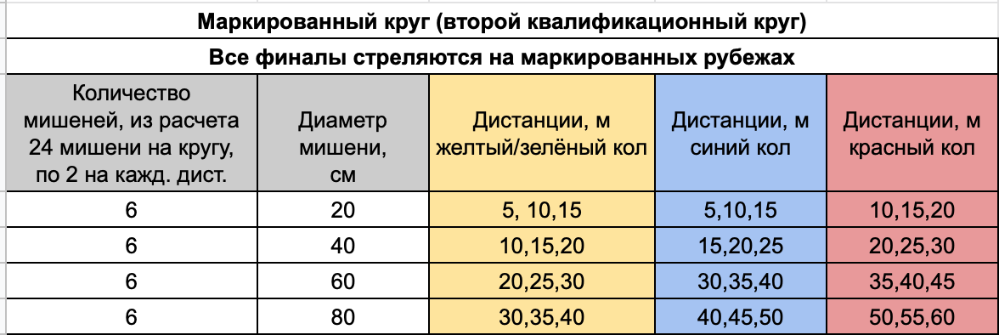 Маркированный круг (второй квалификационный круг)
Все финалы стреляются на маркированных рубежах
Количество
мишеней, из расчета
24 мишени на кругу,
по 2 на кажд. дист.
Диаметр
мишени,
см
Дистанции, м
желтый/зелёный кол
Дистанции, м
синий кол
Дистанции, м
красный кол
6 20 5, 10,15 5,10,15 10,15,20
6 40 10,15,20 15,20,25 20,25,30
6 60 20,25,30 30,35,40 35,40,45
6 80 30,35,40 40,45,50 50,55,60